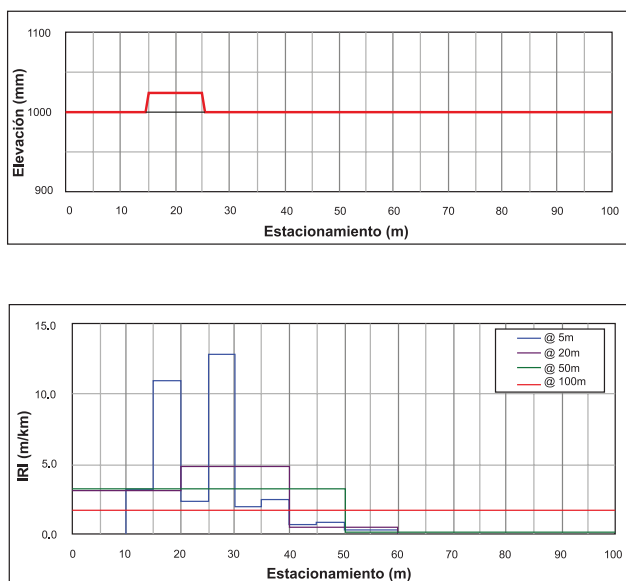 1100
1000
900
Elevación (mm)
0 10 20 30 40 50 60 70 80 90 100
Estacionamiento (m)
15.0
10.0
5.0
0.0
IRI (m/km)
@ 5m
@ 20m
@ 50m
@ 100m
0 10 20 30 40 50 60 70 80 90 100
Estacionamiento (m)